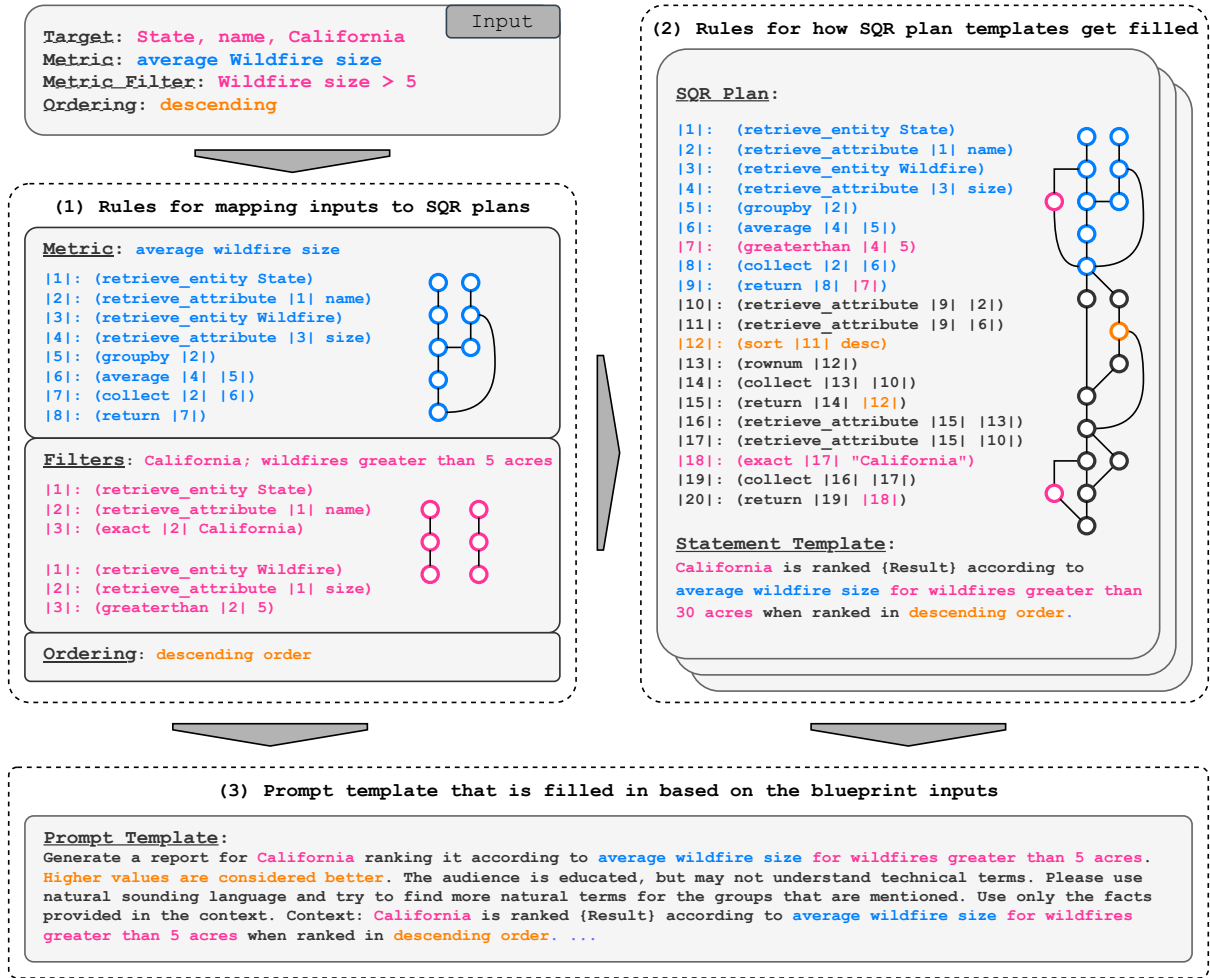 Input
Target: State, name, California
Metric: average Wildfire size
Metric Filter: Wildfire size > 5
Ordering: descending
(1) Rules for mapping inputs to SQR plans
Metric: average wildfire size
|1|: (retrieve_entity State)
|2|: (retrieve_attribute |1| name)
|3|: (retrieve_entity Wildfire)
|4|: (retrieve_attribute |3| size)
|5|: (groupby |2|)
|6|: (average |4| |5|)
|7|: (collect |2| |6|)
|8|: (return |7|)
Filters: California; wildfires greater than 5 acres
|1|: (retrieve_entity State)
|2|: (retrieve_attribute |1| name)
|3|: (exact |2| California)
|1|: (retrieve_entity Wildfire)
|2|: (retrieve_attribute |1| size)
|3|: (greaterthan |2| 5)
Ordering: descending order
(2) Rules for how SQR plan templates get filled
SQR Plan:
|1|: (retrieve_entity State)
|2|: (retrieve_attribute |1| name)
|3|: (retrieve_entity Wildfire)
|4|: (retrieve_attribute |3| size)
|5|: (groupby |2|)
|6|: (average |4| |5|)
|7|: (greaterthan |4| 5)
|8|: (collect |2| |6|)
|9|: (return |8| |7|)
|10|: (retrieve_attribute |9| |2|)
|11|: (retrieve_attribute |9| |6|)
|12|: (sort |11| desc)
|13|: (rownum |12|)
|14|: (collect |13| |10|)
|15|: (return |14| |12|)
|16|: (retrieve_attribute |15| |13|)
|17|: (retrieve_attribute |15| |10|)
|18|: (exact |17| "California")
|19|: (collect |16| |17|)
|20|: (return |19| |18|)
Statement Template:
California is ranked {Result} according to
average wildfire size for wildfires greater than
30 acres when ranked in descending order.
(3) Prompt template that is filled in based on the blueprint inputs
Prompt Template:
Generate a report for California ranking it according to average wildfire size for wildfires greater than 5 acres.
Higher values are considered better. The audience is educated, but may not understand technical terms. Please use
natural sounding language and try to find more natural terms for the groups that are mentioned. Use only the facts
provided in the context. Context: California is ranked {Result} according to average wildfire size for wildfires
greater than 5 acres when ranked in descending order. ...